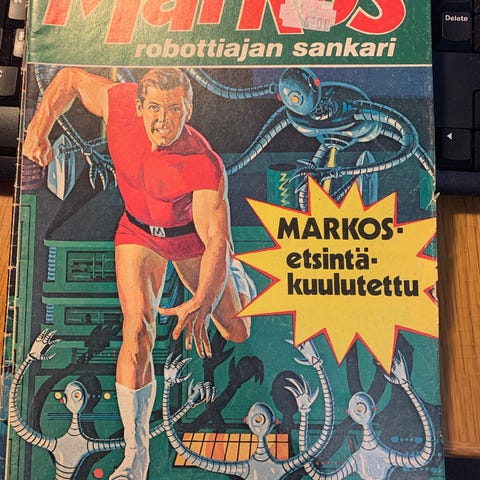 Markos
robottiajan sankari
MARKOS-
etsintä-
kuulutettu
M
Delete